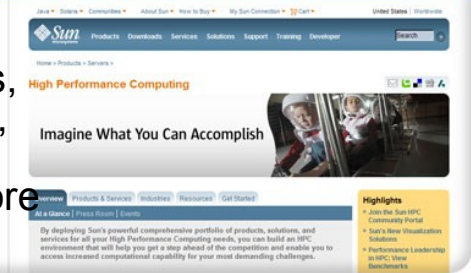 Java Solaris Communities About Sun How to Buy My Sun Connection Cart United States | Worldwide
Sun Products Downloads Services Solutions Support Training Developer Search
Home > Products > Servers >
s,
High Performance Computing
,
Imagine What You Can Accomplish
ore
Overview Products & Services Industries Resources Get Started
At a Glance | Press Room | Events
By deploying Sun's powerful comprehensive portfolio of products, solutions, and
services for all your High Performance Computing needs, you can build an HPC
environment that will help you get a step ahead of the competition and enable you to
access increased computational capability for your most demanding challenges.
Highlights
Join the Sun HPC
Community Portal
Sun's New Visualization
Solutions
Performance Leadership
in HPC: View
Benchmarks